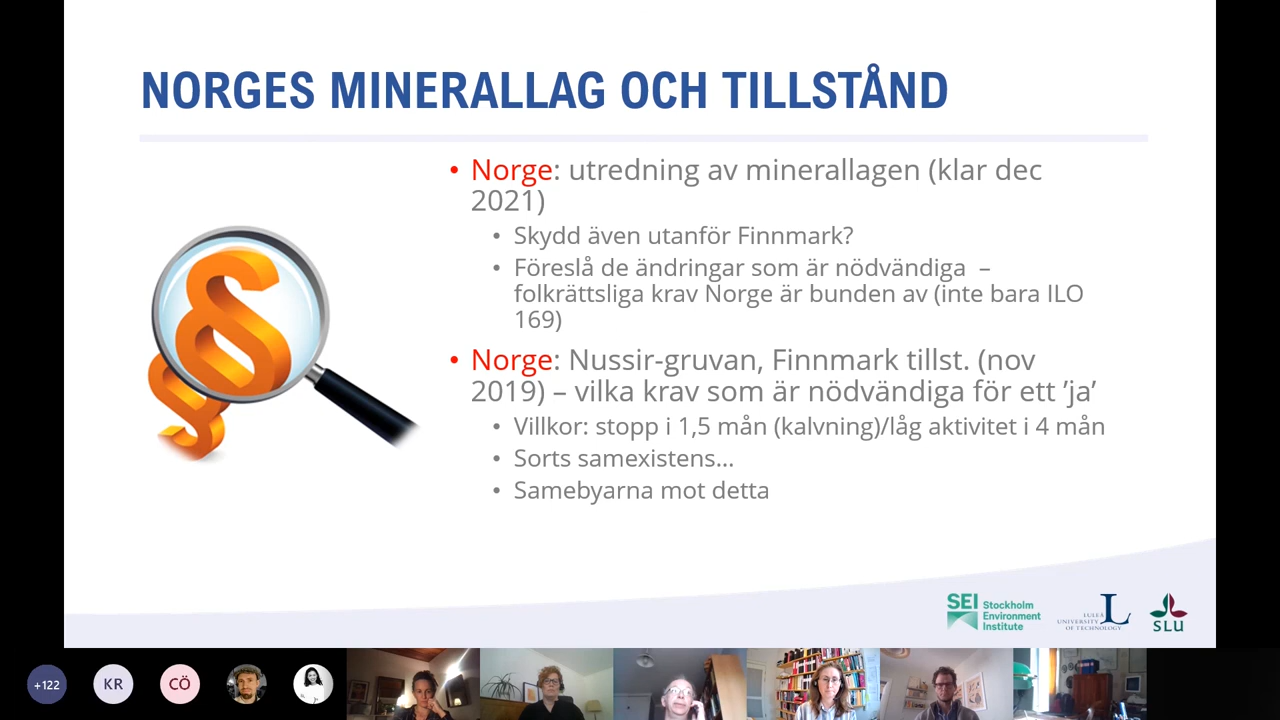 NORGES MINERALLAG OCH TILLSTÅND
• Norge: utredning av minerallagen (klar dec
2021)
• Skydd även utanför Finnmark?
• Föreslå de ändringar som är nödvändiga –
folkrättsliga krav Norge är bunden av (inte bara ILO
169)
• Norge: Nussir-gruvan, Finnmark tillst. (nov
2019) – vilka krav som är nödvändiga för ett ’ja’
• Villkor: stopp i 1,5 mån (kalvning)/låg aktivitet i 4 mån
• Sorts samexistens...
• Samebyarna mot detta
§
§
SEI Stockholm
Environment
Institute
L
LULEÅ
UNIVERSITY
OF TECHNOLOGY
SLU
+122
KR
CÖ